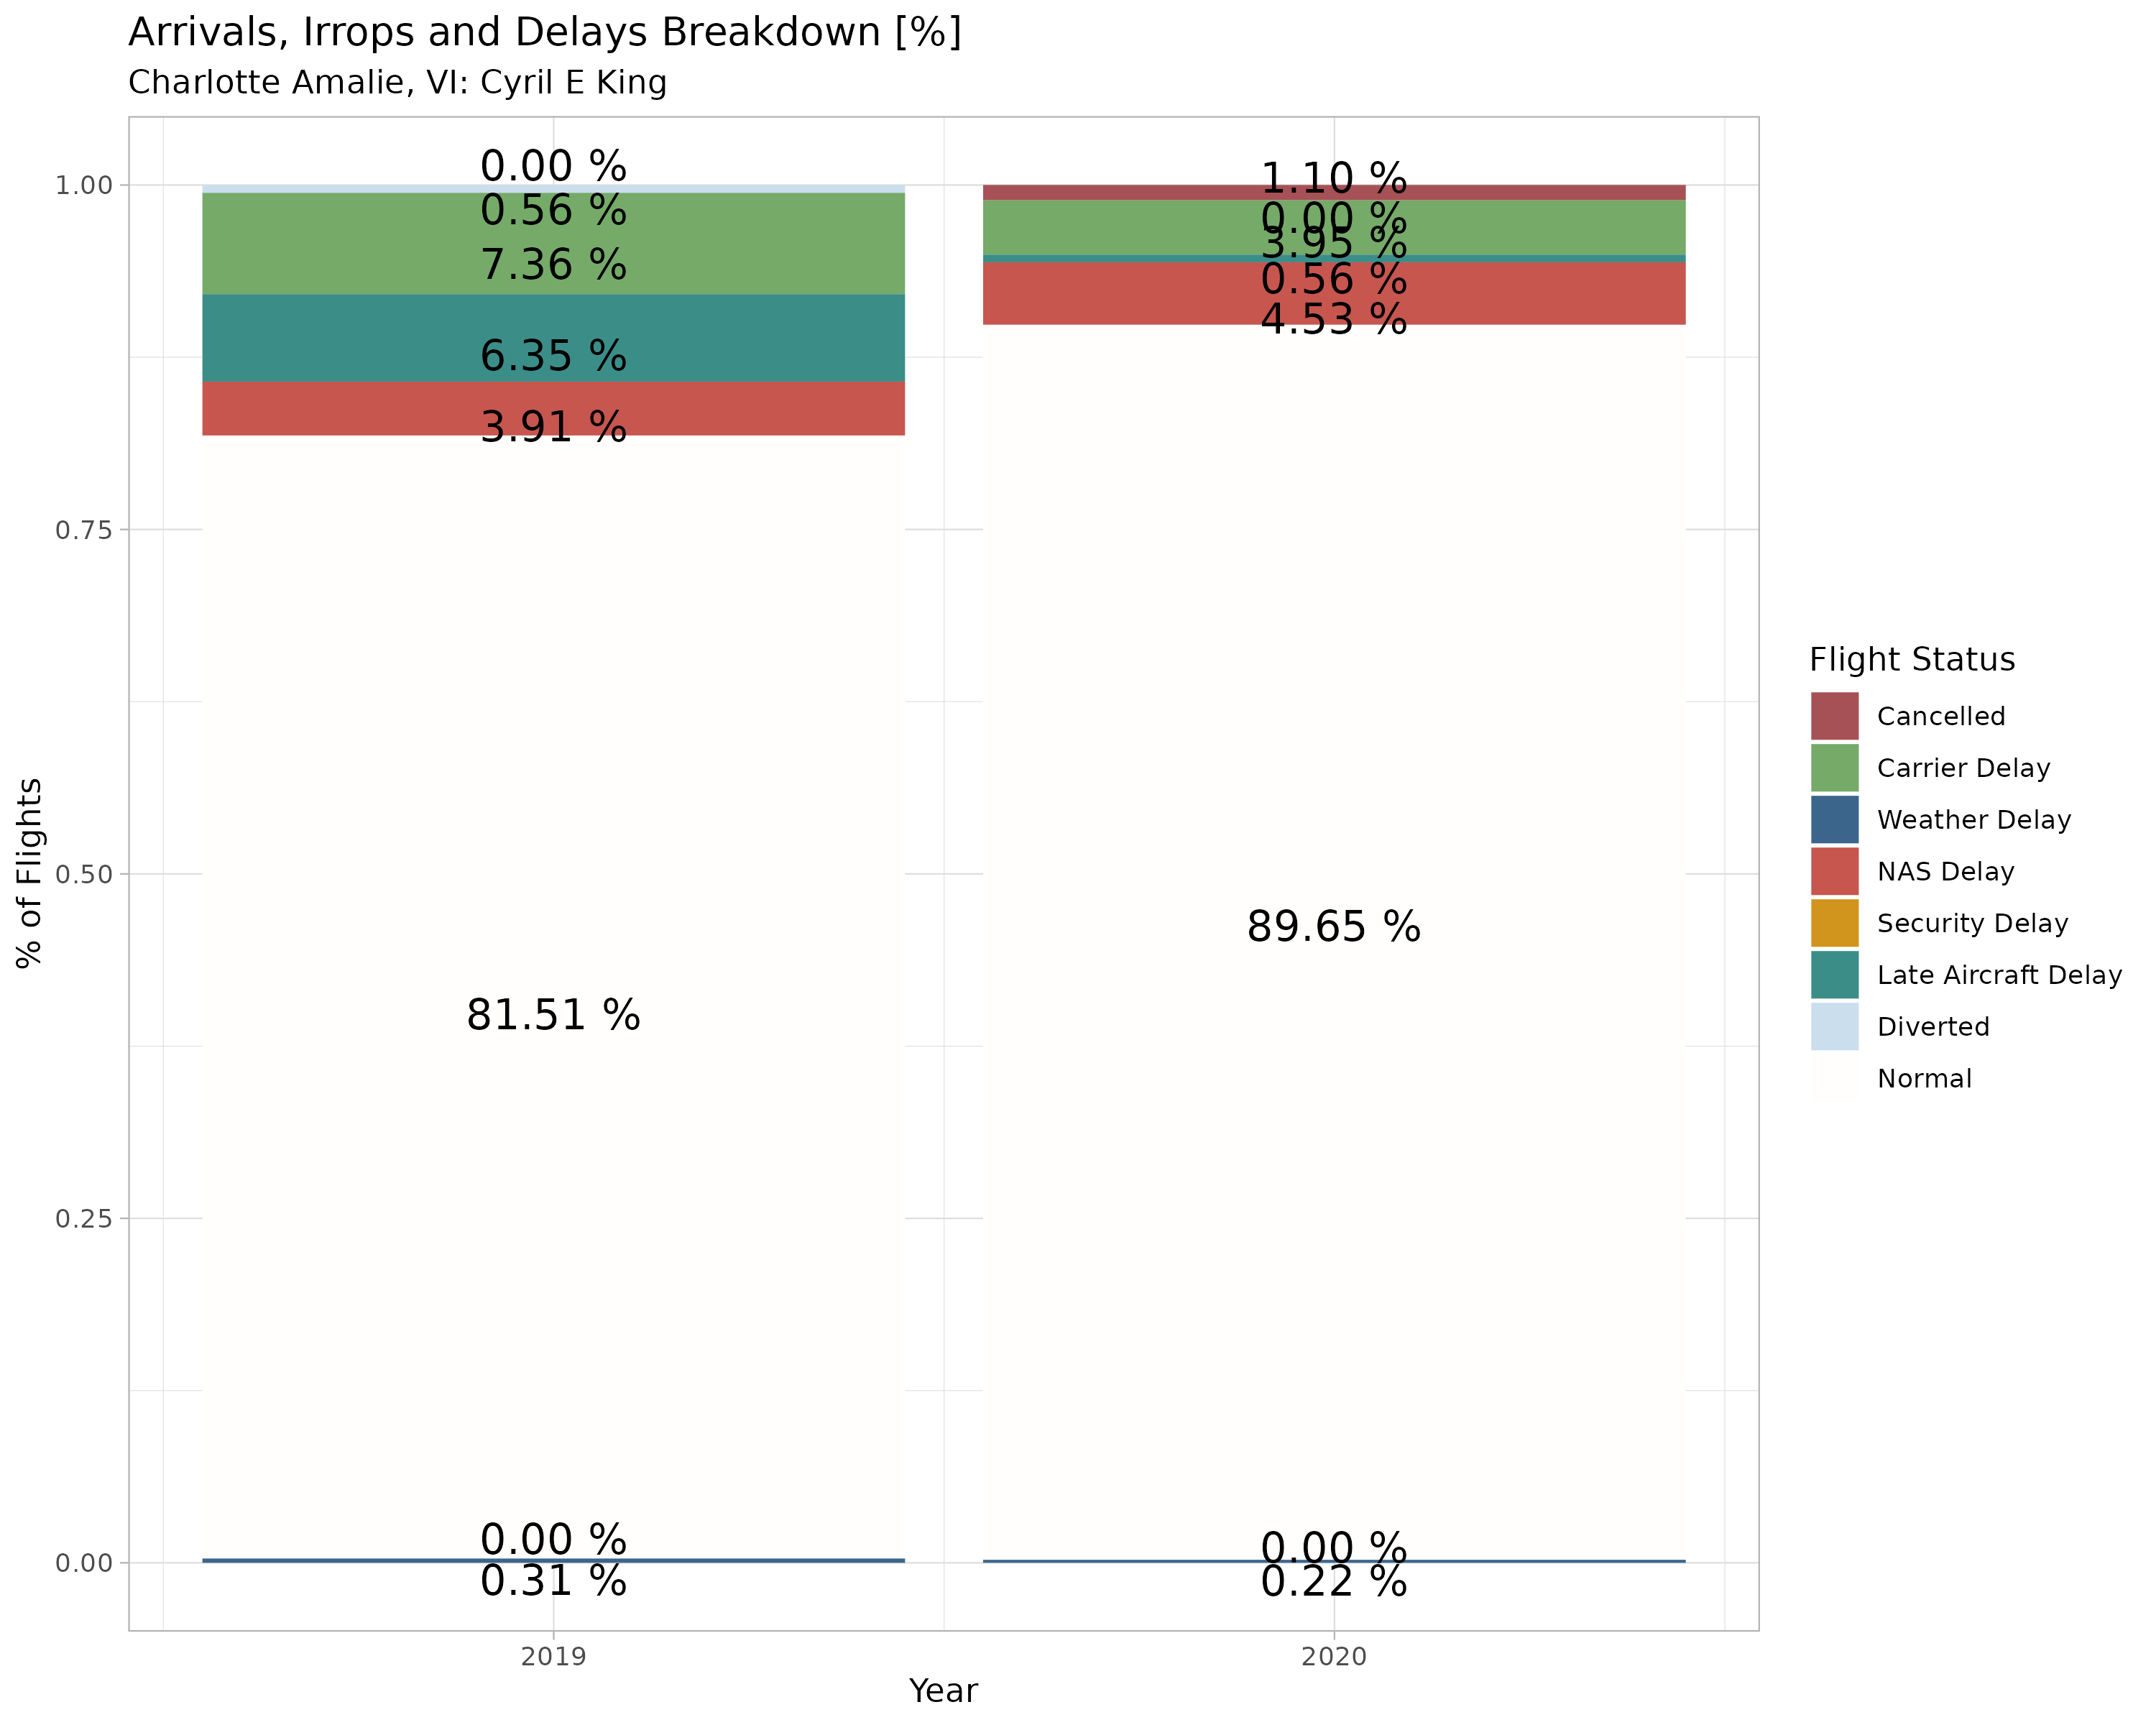 Arrivals, Irrops and Delays Breakdown [%]
Charlotte Amalie, VI: Cyril E King
% of Flights
1.00
0.75
0.50
0.25
0.00
0.00 %
0.56 %
7.36 %
6.35 %
3.91 %
81.51 %
0.00 %
0.31 %
1.10 %
0.00 %
3.95 %
0.56 %
4.53 %
89.65 %
0.00 %
0.22 %
2019
2020
Year
Flight Status
Cancelled
Carrier Delay
Weather Delay
NAS Delay
Security Delay
Late Aircraft Delay
Diverted
Normal